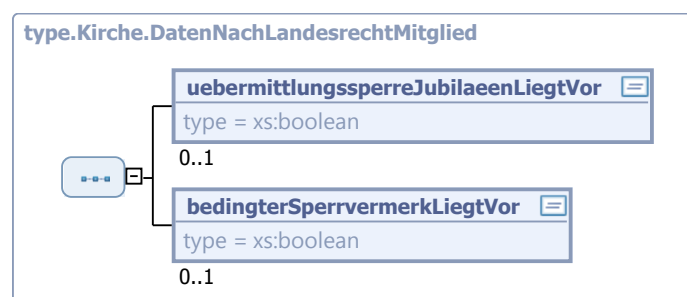 type.Kirche.DatenNachLandesrechtMitglied
uebermittlungssperreJubilaeenLiegtVor
type = xs:boolean
0..1
bedingterSperrvermerkLiegtVor
type = xs:boolean
0..1